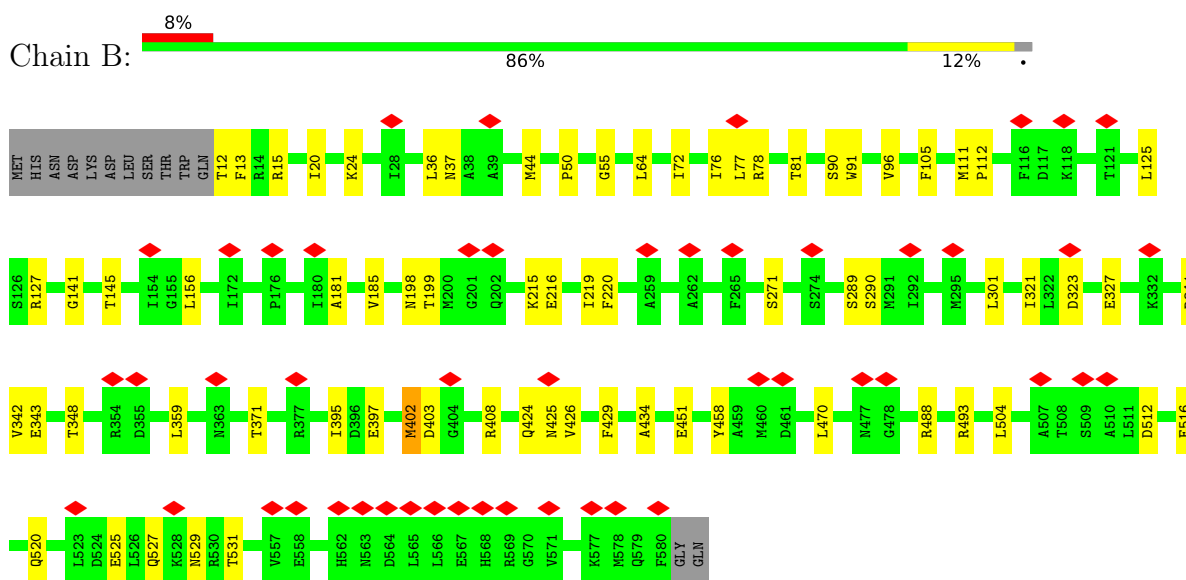 8%
Chain B:
86% 12% •
MET HIS ASN ASP LYS ASP LEU SER THR TRP GLN T12 F13 R14 R15 I20 K24 I28 L36 N37 A38 A39 M44 P50 G55 L64 I72 I76 L77 R78 T81 S90 W91 V96 F105 M111 P112 F116 D117 K118 T121 L125
S126 R127 G141 T145 I154 G155 L156 I172 P176 I180 A181 V185 N198 T199 M200 G201 Q202 K215 E216 I219 F220 A259 A262 F265 S271 S274 S289 S290 M291 I292 M295 L301 I321 L322 D323 E327 K332
V342 E343 T348 R354 D355 L359 N363 T371 R377 I395 D396 E397 M402 D403 G404 R408 Q424 N425 V426 F429 A434 E451 Y458 A459 M460 D461 L470 N477 G478 R488 R493 L504 A507 T508 S509 A510 L511 D512
Q520 L523 D524 E525 L526 Q527 K528 N529 R530 T531 V557 E558 H562 N563 D564 L565 L566 E567 H568 R569 G570 V571 K577 M578 Q579 F580 GLY GLN